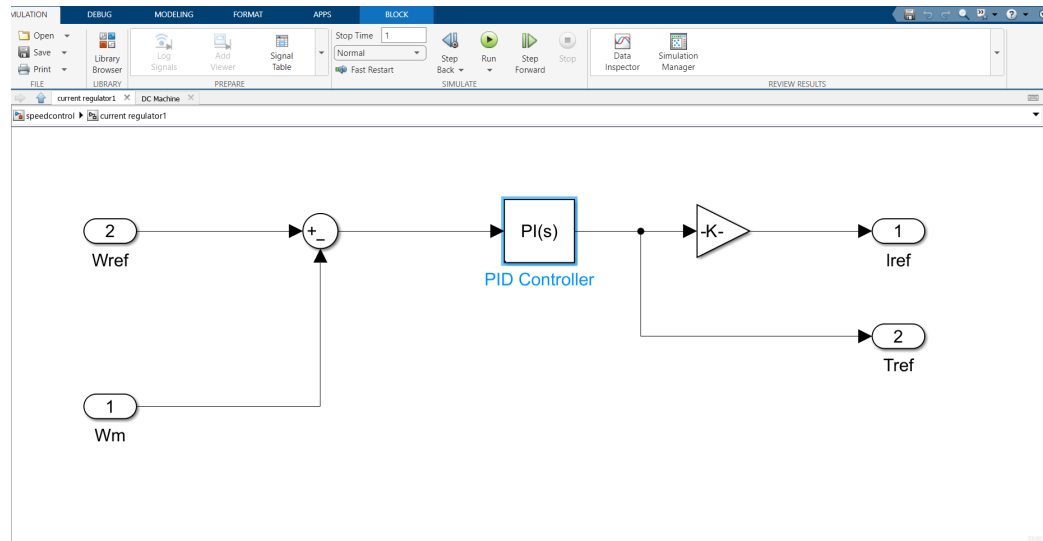 MULATION DEBUG MODELING FORMAT APPS BLOCK
Open Save Print
FILE
Library Browser
LIBRARY
Log Signals Add Viewer Signal Table
PREPARE
Stop Time 1
Normal
Fast Restart
Step Back Run Step Forward Stop
SIMULATE
Data Inspector Simulation Manager
REVIEW RESULTS
current regulator1 × DC Machine ×
speedcontrol current regulator1
2
Wref
+
_
PI(s)
PID Controller
-K-
1
Iref
2
Tref
1
Wm